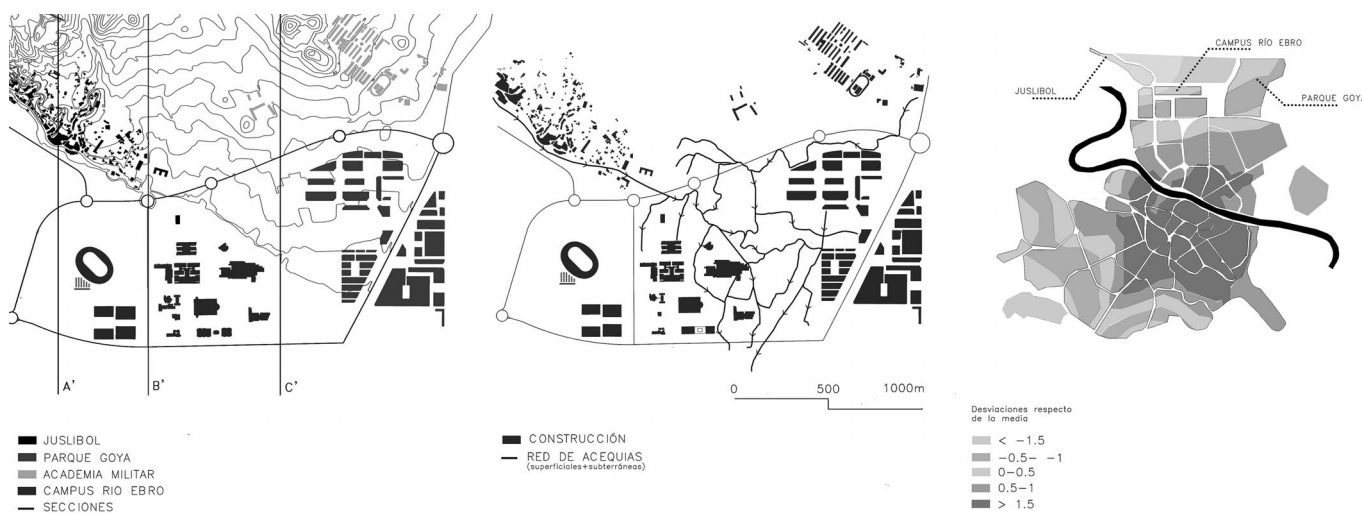 A'
B'
C'
JUSLIBOL
PARQUE GOYA
ACADEMIA MILITAR
CAMPUS RIO EBRO
SECCIONES
0 500 1000m
CONSTRUCCIÓN
RED DE ACEQUIAS
(superficiales+subterráneas)
CAMPUS RÍO EBRO
JUSLIBOL
PARQUE GOYA
Desviaciones respecto
de la media
< -1.5
-0.5- -1
0-0.5
0.5-1
> 1.5